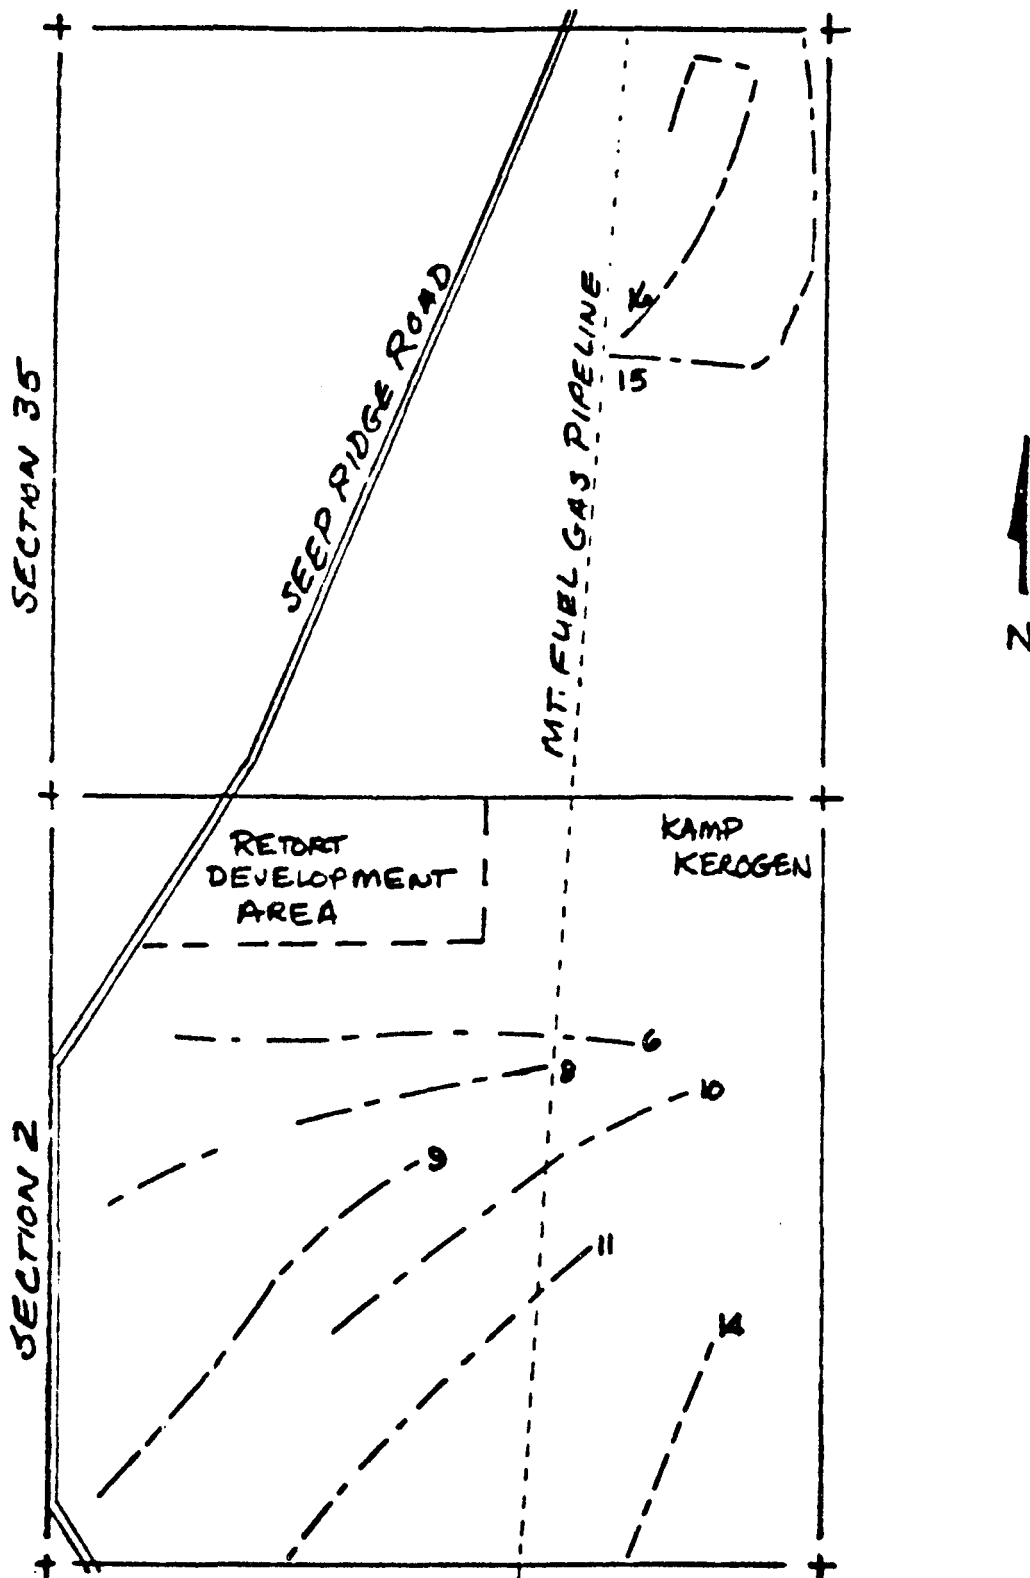 SECTION 35
SEEP RIDGE ROAD
MT. FUEL GAS PIPELINE
15
N
RETORT
DEVELOPMENT
AREA
KAMP
KEROGEN
SECTION 2
6
8
10
9
11
14